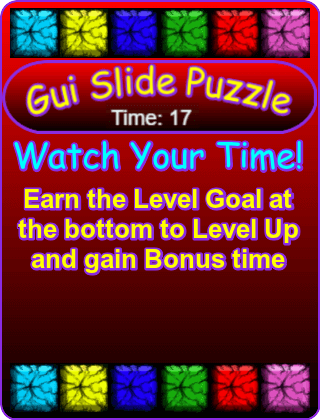 Gui Slide Puzzle
Time: 17
Watch Your Time!
Earn the Level Goal at
the bottom to Level Up
and gain Bonus time